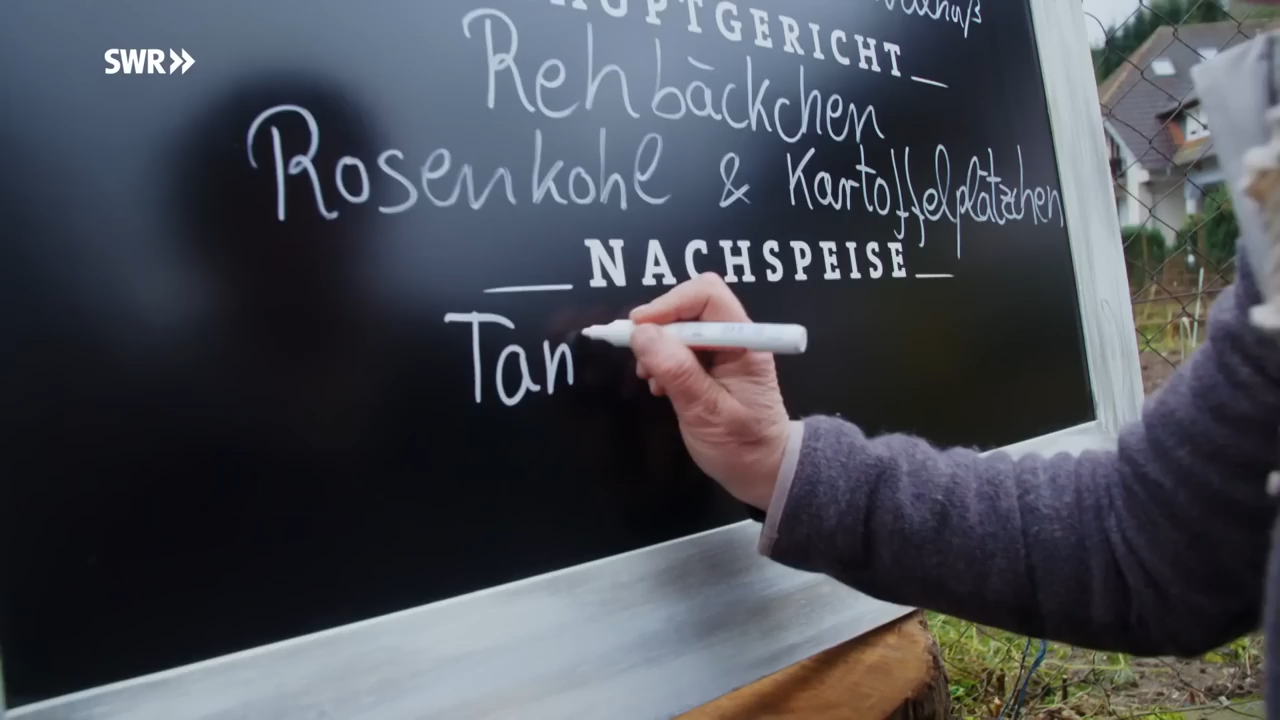 SWR
HAUPTGERICHT
Rehbäckchen
Rosenkohl & Kartoffelplätzchen
NACHSPEISE
Tan